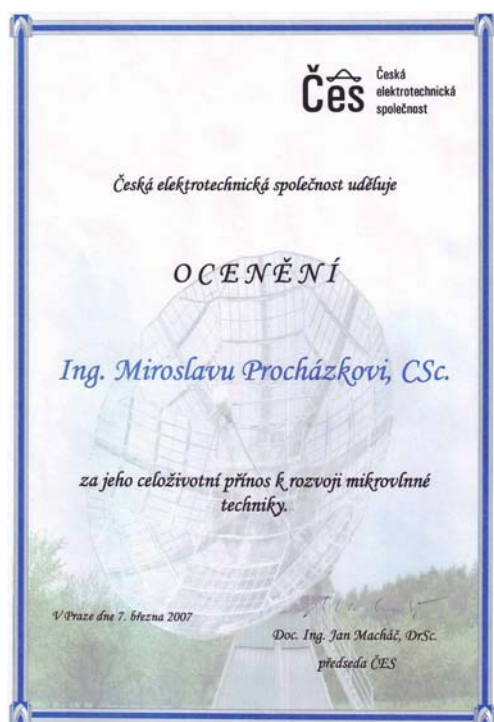 ČES
Česká
elektrotechnická
společnost
Česká elektrotechnická společnost uděluje
OCENĚNÍ
Ing. Miroslavu Procházkovi, CSc.
za jeho celoživotní přínos k rozvoji mikrovlnné
techniky.
V Praze dne 7. března 2007
Doc. Ing. Jan Macháč, DrSc.
předseda ČES